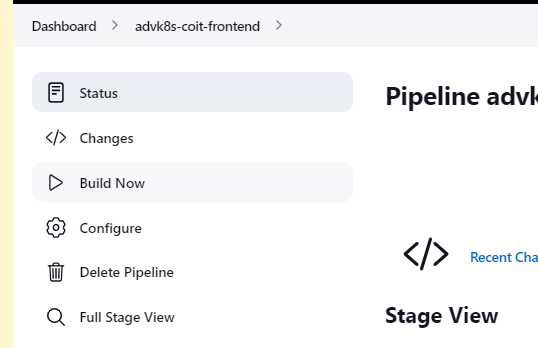 Dashboard > advk8s-coit-frontend >
Status
Pipeline advk
Changes
Build Now
Configure
Recent Cha
Delete Pipeline
Full Stage View
Stage View